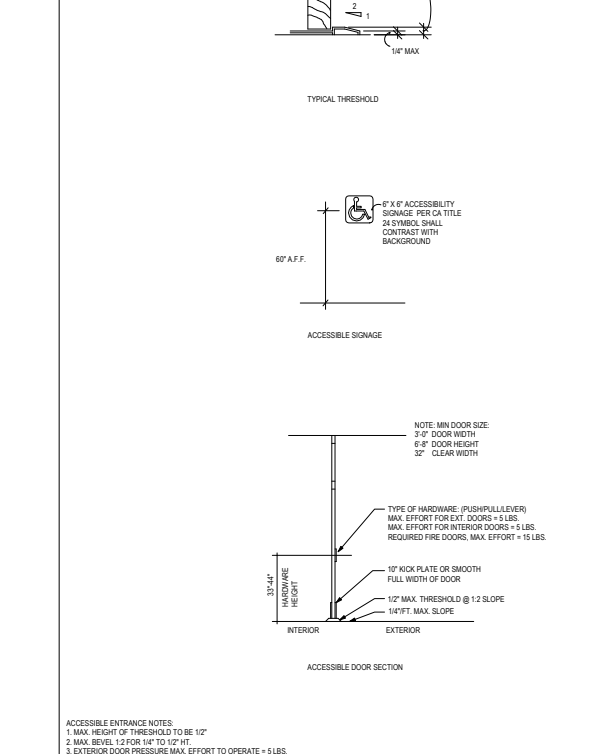 2
1
1/4" MAX
TYPICAL THRESHOLD
6" X 6" ACCESSIBILITY
SIGNAGE PER CA TITLE
24 SYMBOL SHALL
CONTRAST WITH
BACKGROUND
60" A.F.F.
ACCESSIBLE SIGNAGE
NOTE: MIN DOOR SIZE:
3'-0" DOOR WIDTH
6'-8" DOOR HEIGHT
32" CLEAR WIDTH
TYPE OF HARDWARE: (PUSH/PULL/LEVER)
MAX. EFFORT FOR EXT. DOORS = 5 LBS.
MAX. EFFORT FOR INTERIOR DOORS = 5 LBS.
REQUIRED FIRE DOORS, MAX. EFFORT = 15 LBS.
10" KICK PLATE OR SMOOTH
FULL WIDTH OF DOOR
33"-44"
HARDWARE
HEIGHT
1/2" MAX. THRESHOLD @ 1:2 SLOPE
1/4"/FT. MAX. SLOPE
INTERIOR EXTERIOR
ACCESSIBLE DOOR SECTION
ACCESSIBLE ENTRANCE NOTES:
1. MAX. HEIGHT OF THRESHOLD TO BE 1/2"
2. MAX. BEVEL 1:2 FOR 1/4" TO 1/2" HT.
3. EXTERIOR DOOR PRESSURE MAX. EFFORT TO OPERATE = 5 LBS.